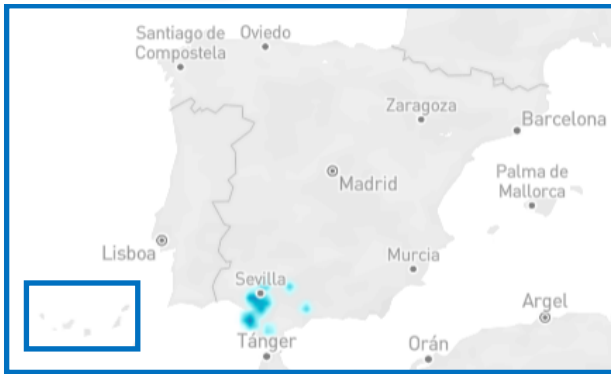 Santiago de
Compostela
Oviedo
Zaragoza
Barcelona
Madrid
Palma de
Mallorca
Lisboa
Murcia
Sevilla
Argel
Tánger
Orán